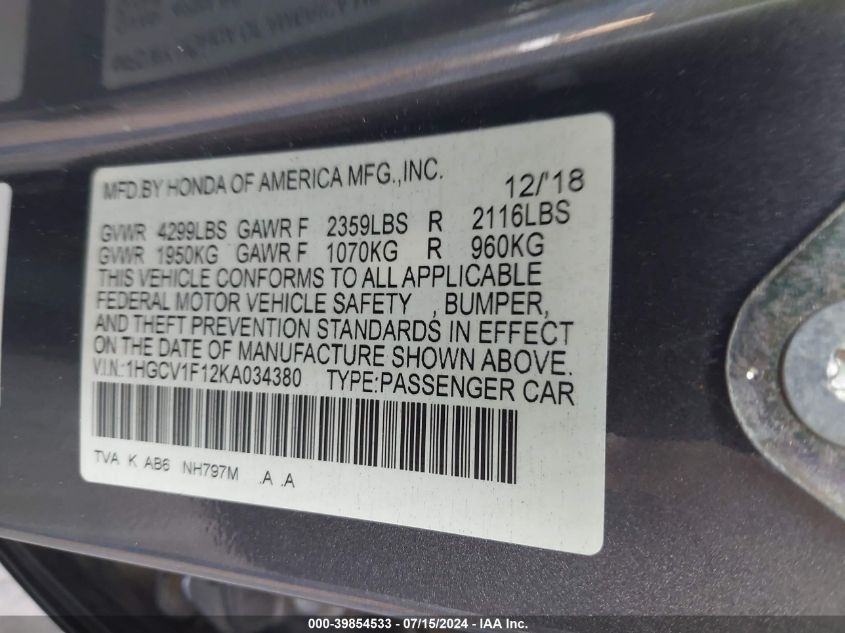 MFD.BY HONDA OF AMERICA MFG.,INC. 12/'18
GVWR 4299LBS GAWR F 2359LBS R 2116LBS
GVWR 1950KG GAWR F 1070KG R 960KG
THIS VEHICLE CONFORMS TO ALL APPLICABLE
FEDERAL MOTOR VEHICLE SAFETY , BUMPER,
AND THEFT PREVENTION STANDARDS IN EFFECT
ON THE DATE OF MANUFACTURE SHOWN ABOVE.
V.I.N.:1HGCV1F12KA034380 TYPE:PASSENGER CAR
TVA K AB6 NH797M .A .A
000-39854533 - 07/15/2024 - IAA Inc.